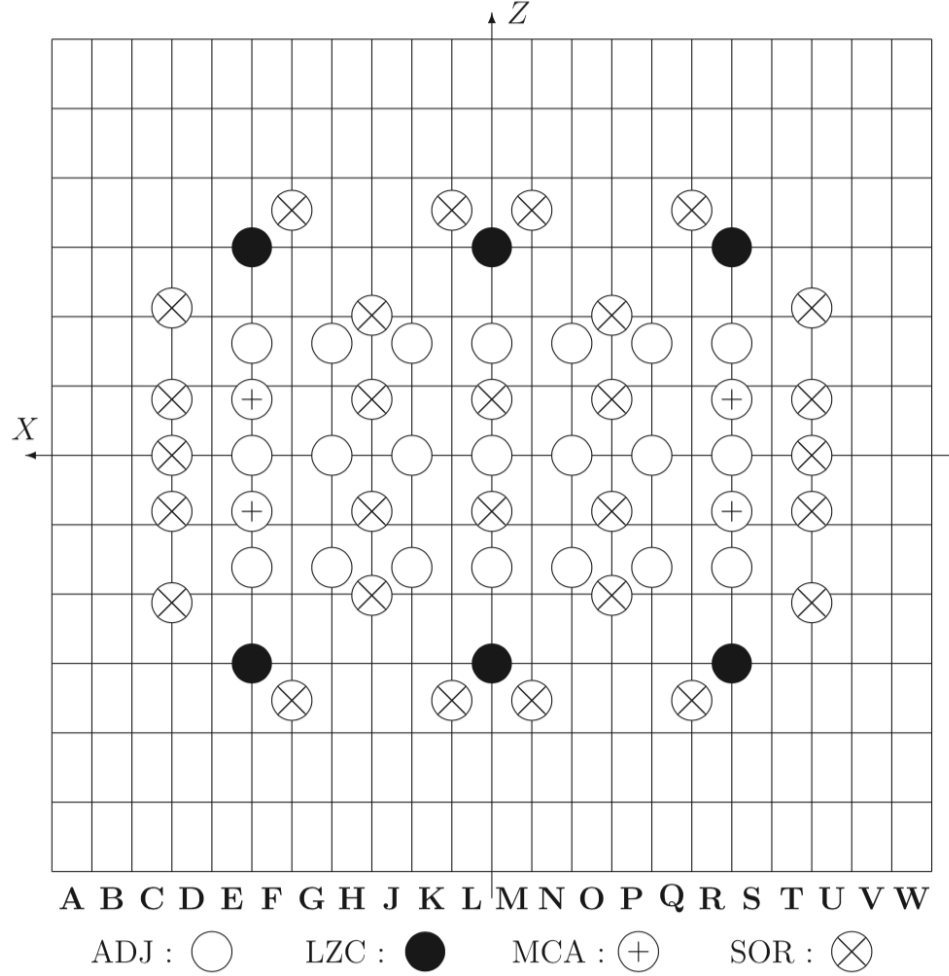 Z
X
A B C D E F G H J K L M N O P Q R S T U V W
ADJ : LZC : MCA : SOR :